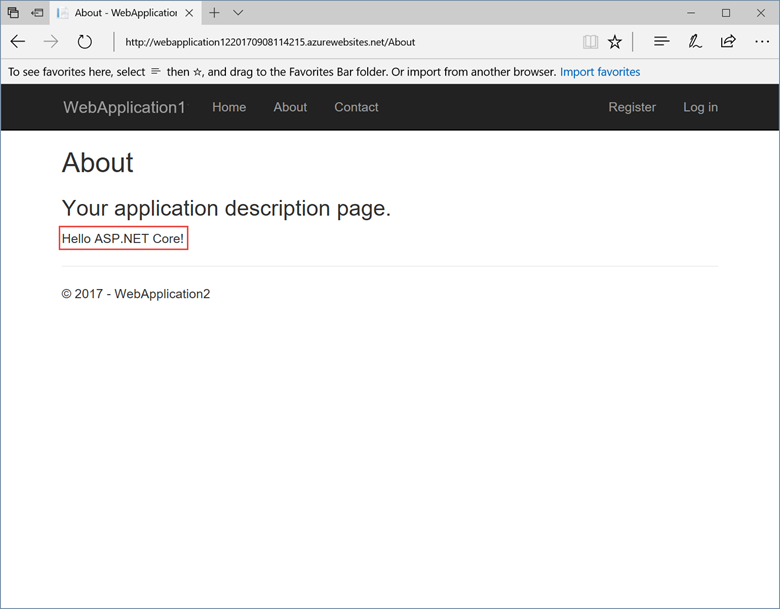 About - WebApplication
http://webapplication1220170908114215.azurewebsites.net/About
To see favorites here, select then ☆, and drag to the Favorites Bar folder. Or import from another browser. Import favorites
WebApplication1 Home About Contact Register Log in
About
Your application description page.
Hello ASP.NET Core!
© 2017 - WebApplication2